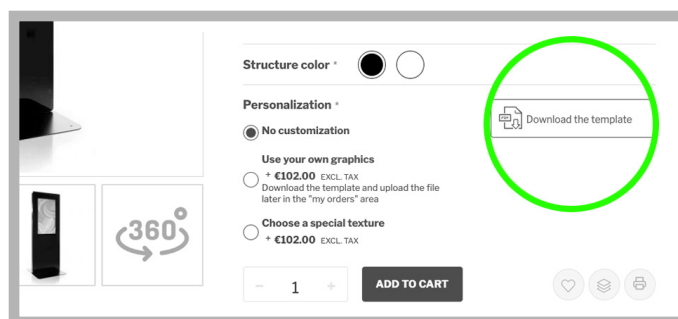 Structure color *
Personalization *
PDF
Download the template
No customization
Use your own graphics
+ €102.00 EXCL. TAX
Download the template and upload the file
later in the "my orders" area
Choose a special texture
+ €102.00 EXCL. TAX
360°
- 1 +
ADD TO CART